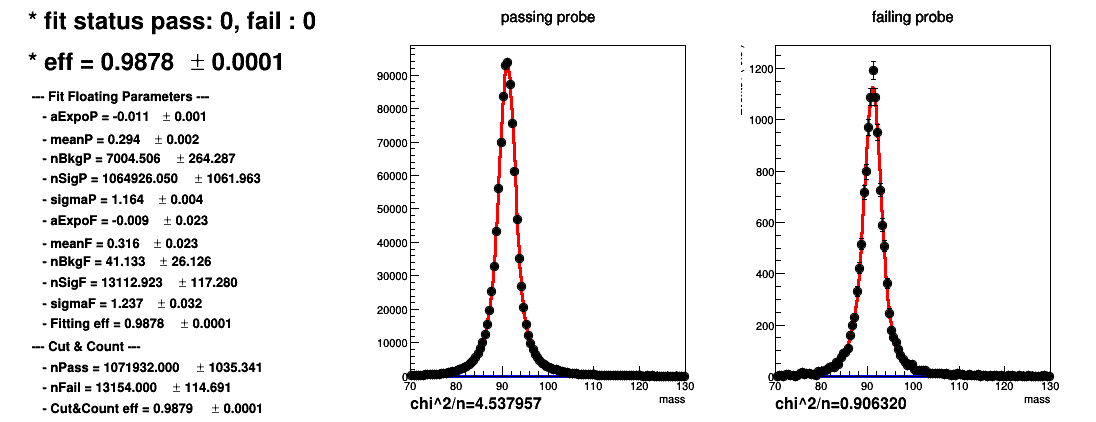 * fit status pass: 0, fail : 0
* eff = 0.9878 ± 0.0001
--- Fit Floating Parameters ---
- aExpoP = -0.011 ± 0.001
- meanP = 0.294 ± 0.002
- nBkgP = 7004.506 ± 264.287
- nSigP = 1064926.050 ± 1061.963
- sigmaP = 1.164 ± 0.004
- aExpoF = -0.009 ± 0.023
- meanF = 0.316 ± 0.023
- nBkgF = 41.133 ± 26.126
- nSigF = 13112.923 ± 117.280
- sigmaF = 1.237 ± 0.032
- Fitting eff = 0.9878 ± 0.0001
--- Cut & Count ---
- nPass = 1071932.000 ± 1035.341
- nFail = 13154.000 ± 114.691
- Cut&Count eff = 0.9879 ± 0.0001
passing probe
90000
80000
70000
60000
50000
40000
30000
20000
10000
0
70 80 90 100 110 120 130
mass
chi^2/n=4.537957
failing probe
1200
1000
800
600
400
200
0
70 80 90 100 110 120 130
mass
chi^2/n=0.906320